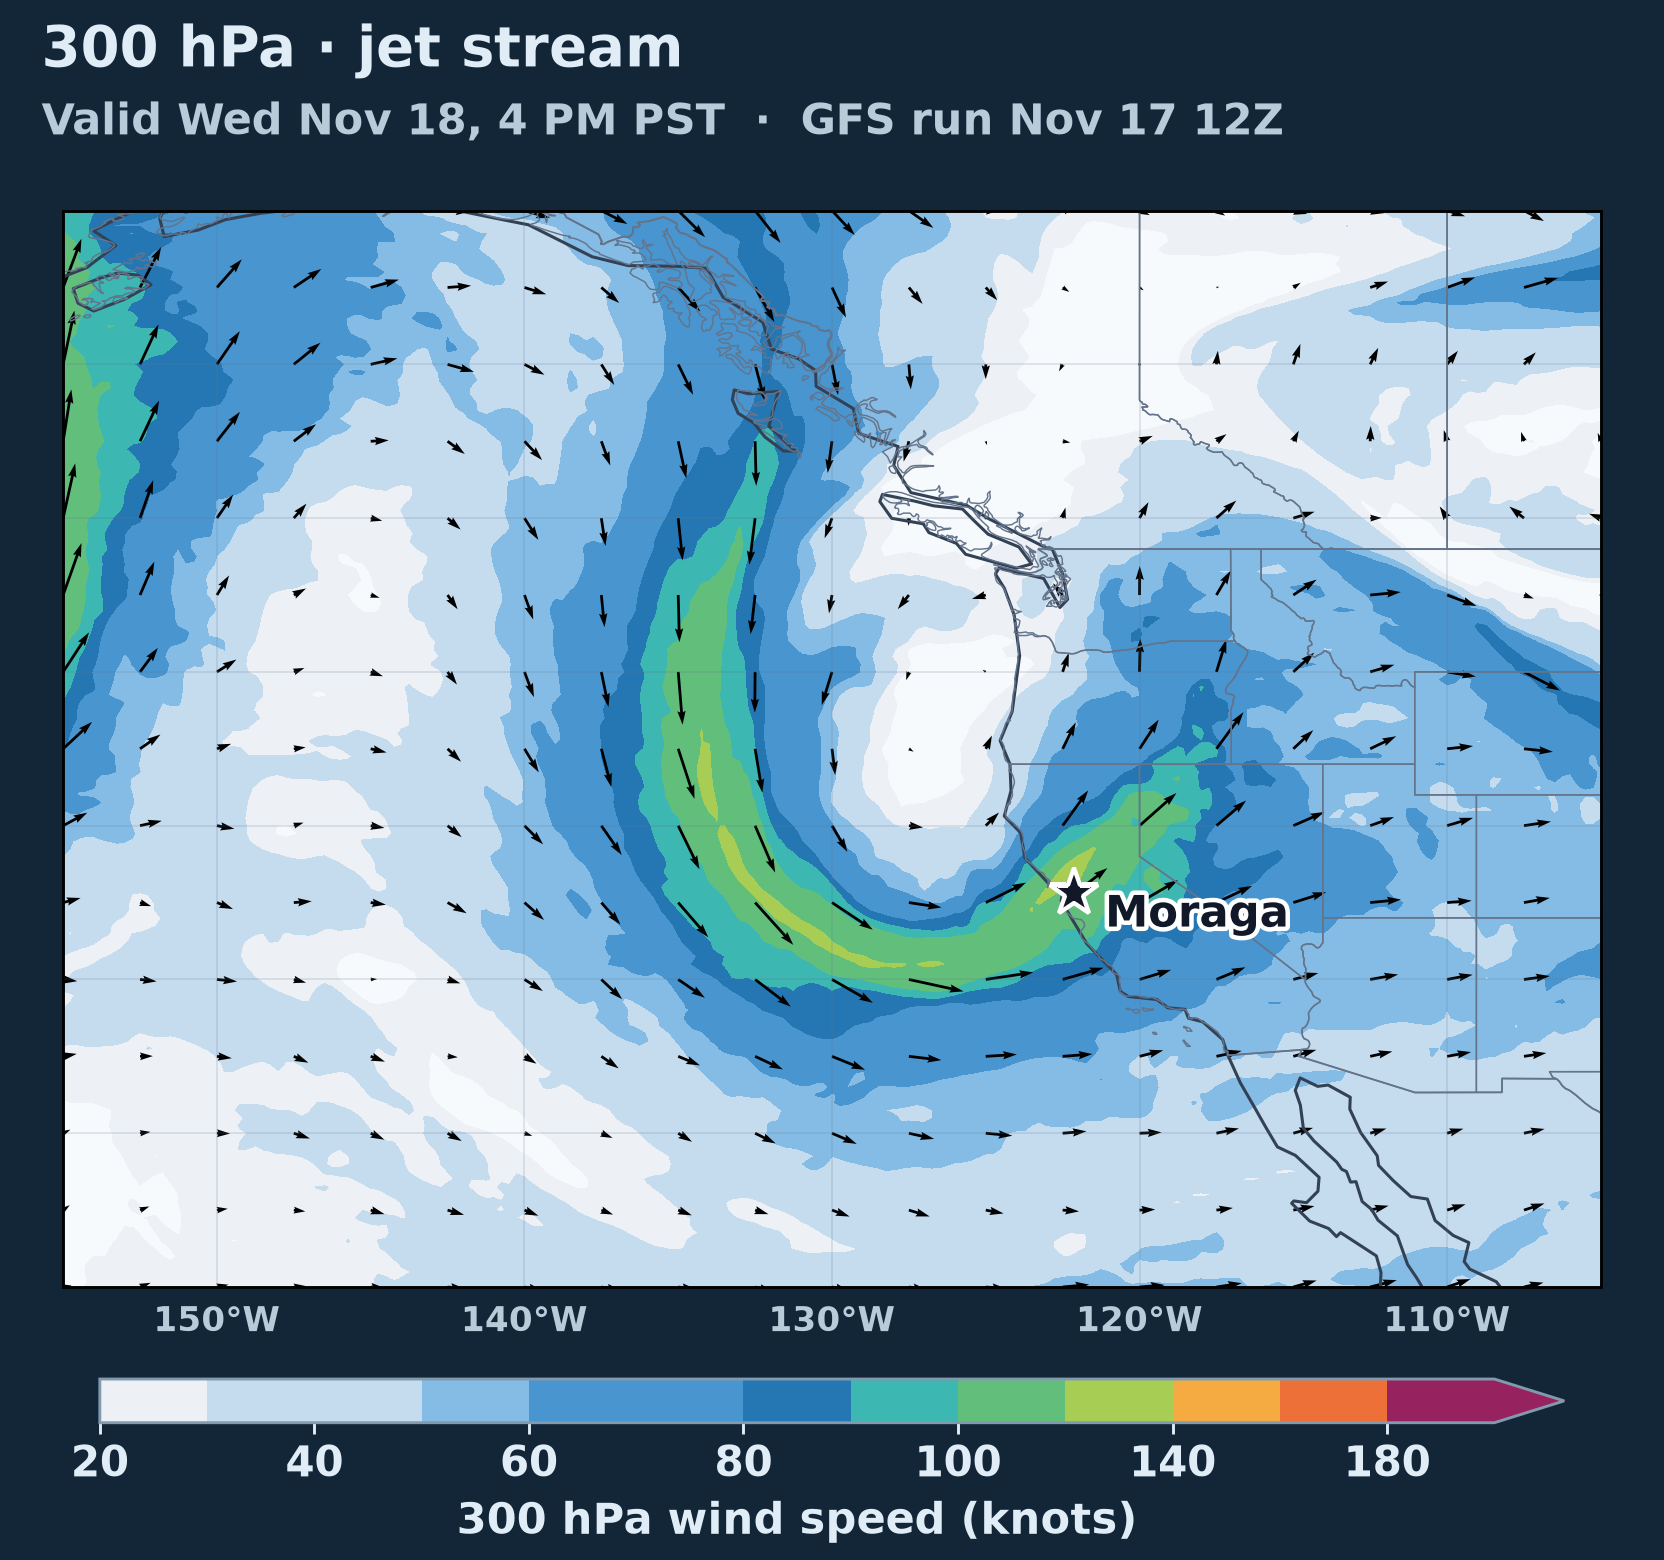 300 hPa · jet stream
Valid Wed Nov 18, 4 PM PST · GFS run Nov 17 12Z
Moraga
150°W 140°W 130°W 120°W 110°W
20 40 60 80 100 140 180
300 hPa wind speed (knots)